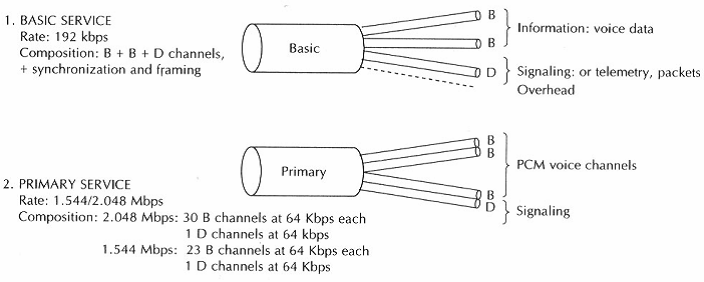 1. BASIC SERVICE
Rate: 192 kbps
Composition: B + B + D channels,
+ synchronization and framing
Basic
B
B
D
Information: voice data
Signaling: or telemetry, packets
Overhead
Primary
B
B
B
D
PCM voice channels
Signaling
2. PRIMARY SERVICE
Rate: 1.544/2.048 Mbps
Composition: 2.048 Mbps: 30 B channels at 64 Kbps each
1 D channels at 64 kbps
1.544 Mbps: 23 B channels at 64 Kbps each
1 D channels at 64 Kbps